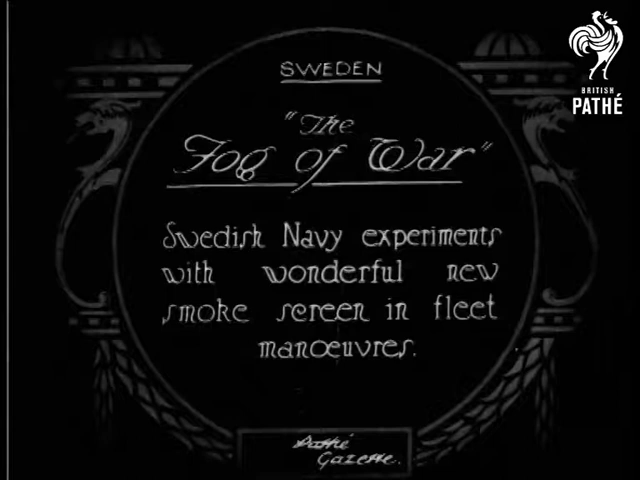 BRITISH
PATHÉ
SWEDEN
"The
Fog of War"
Swedish Navy experiments
with wonderful new
smoke screen in fleet
manœuvres.
Pathé
Gazette.